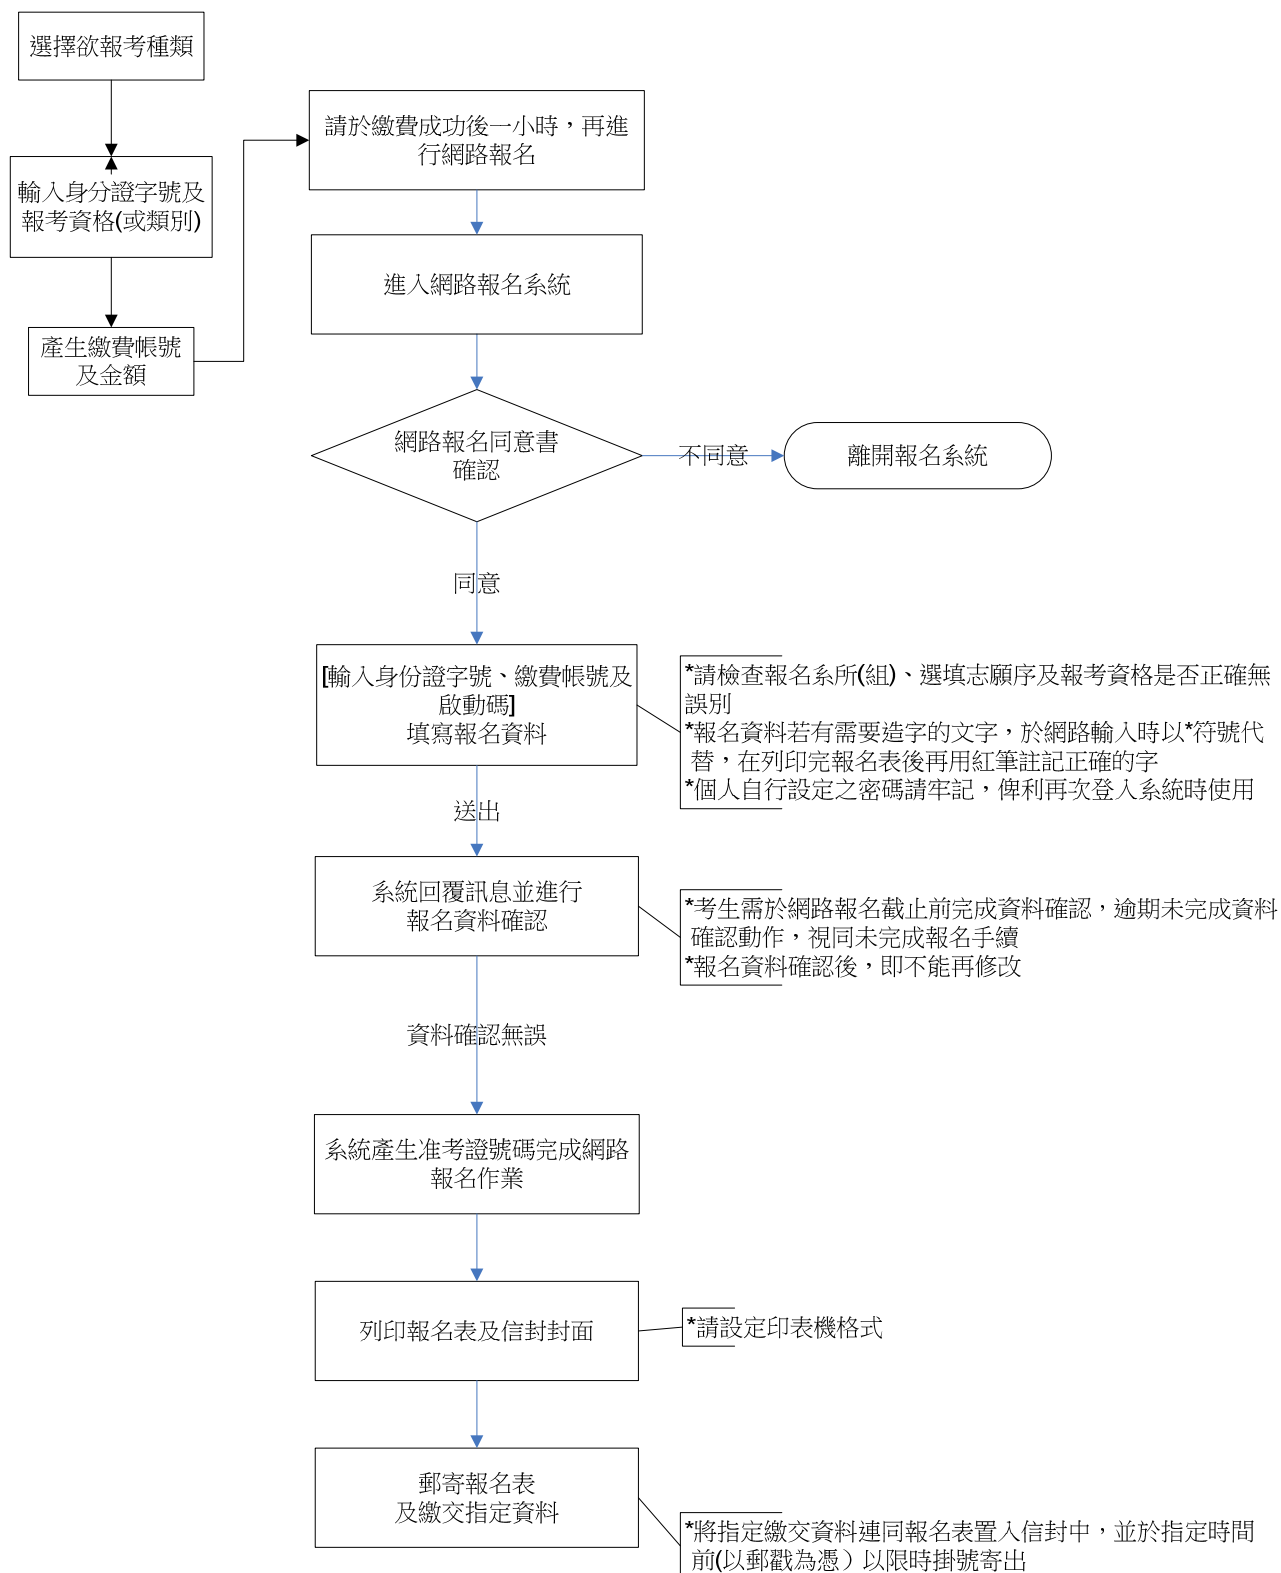 選擇欲報考種類
輸入身分證字號及
報考資格(或類別)
產生繳費帳號
及金額
請於繳費成功後一小時，再進
行網路報名
進入網路報名系統
網路報名同意書
確認
不同意
離開報名系統
同意
[輸入身份證字號、繳費帳號及
啟動碼]
填寫報名資料
*請檢查報名系所(組)、選填志願序及報考資格是否正確無
誤別
*報名資料若有需要造字的文字，於網路輸入時以*符號代
替，在列印完報名表後再用紅筆註記正確的字
*個人自行設定之密碼請牢記，俾利再次登入系統時使用
送出
系統回覆訊息並進行
報名資料確認
*考生需於網路報名截止前完成資料確認，逾期未完成資料
確認動作，視同未完成報名手續
*報名資料確認後，即不能再修改
資料確認無誤
系統產生准考證號碼完成網路
報名作業
列印報名表及信封封面
*請設定印表機格式
郵寄報名表
及繳交指定資料
*將指定繳交資料連同報名表置入信封中，並於指定時間
前(以郵戳為憑）以限時掛號寄出